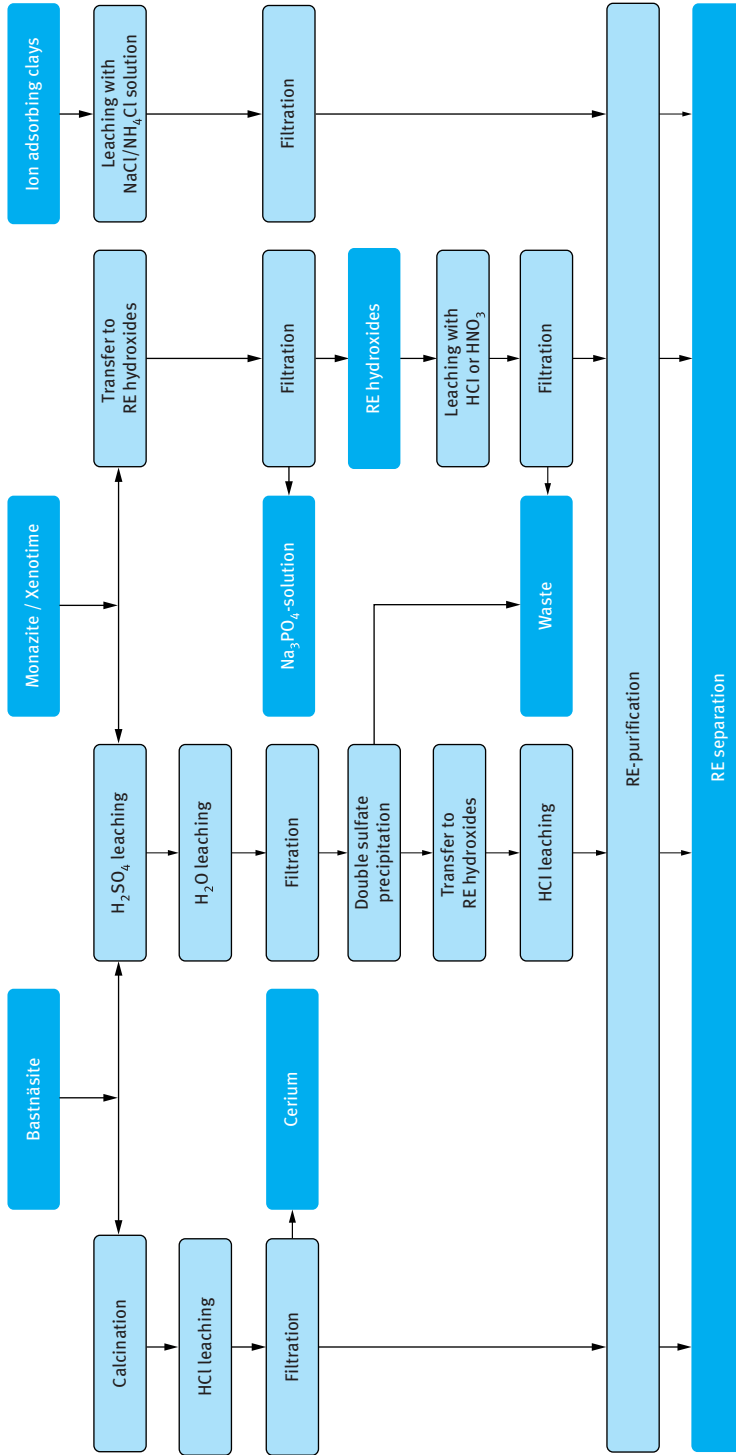 Bastnäsite
Monazite / Xenotime
Ion adsorbing clays
Calcination
H₂SO₄ leaching
Transfer to
RE hydroxides
Leaching with
NaCl/NH₄Cl solution
HCl leaching
H₂O leaching
Filtration
Cerium
Filtration
Na₃PO₄-solution
Filtration
Filtration
Double sulfate
precipitation
RE hydroxides
Transfer to
RE hydroxides
Leaching with
HCl or HNO₃
HCl leaching
Waste
Filtration
RE-purification
RE separation